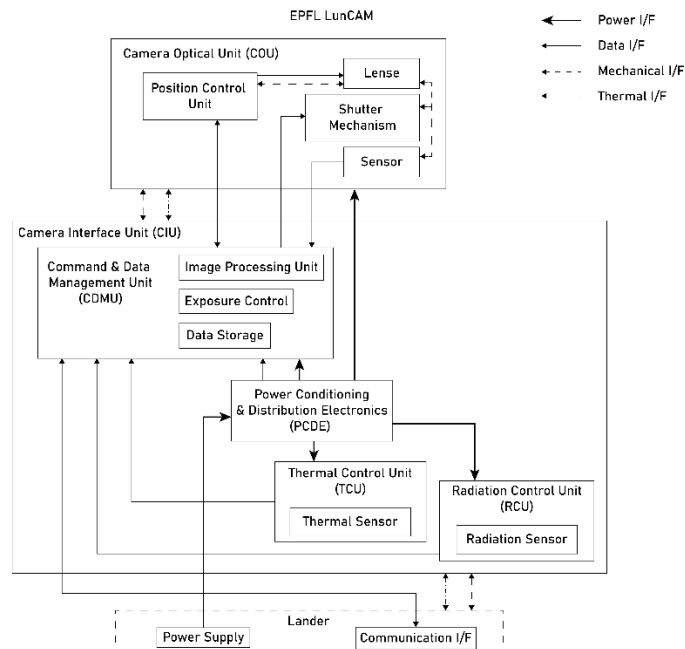 EPFL LunCAM
Power I/F
Data I/F
Mechanical I/F
Thermal I/F
Camera Optical Unit (COU)
Lense
Position Control
Unit
Shutter
Mechanism
Sensor
Camera Interface Unit (CIU)
Command & Data
Management Unit
(CDMU)
Image Processing Unit
Exposure Control
Data Storage
Power Conditioning
& Distribution Electronics
(PCDE)
Thermal Control Unit
(TCU)
Thermal Sensor
Radiation Control Unit
(RCU)
Radiation Sensor
Lander
Power Supply
Communication I/F